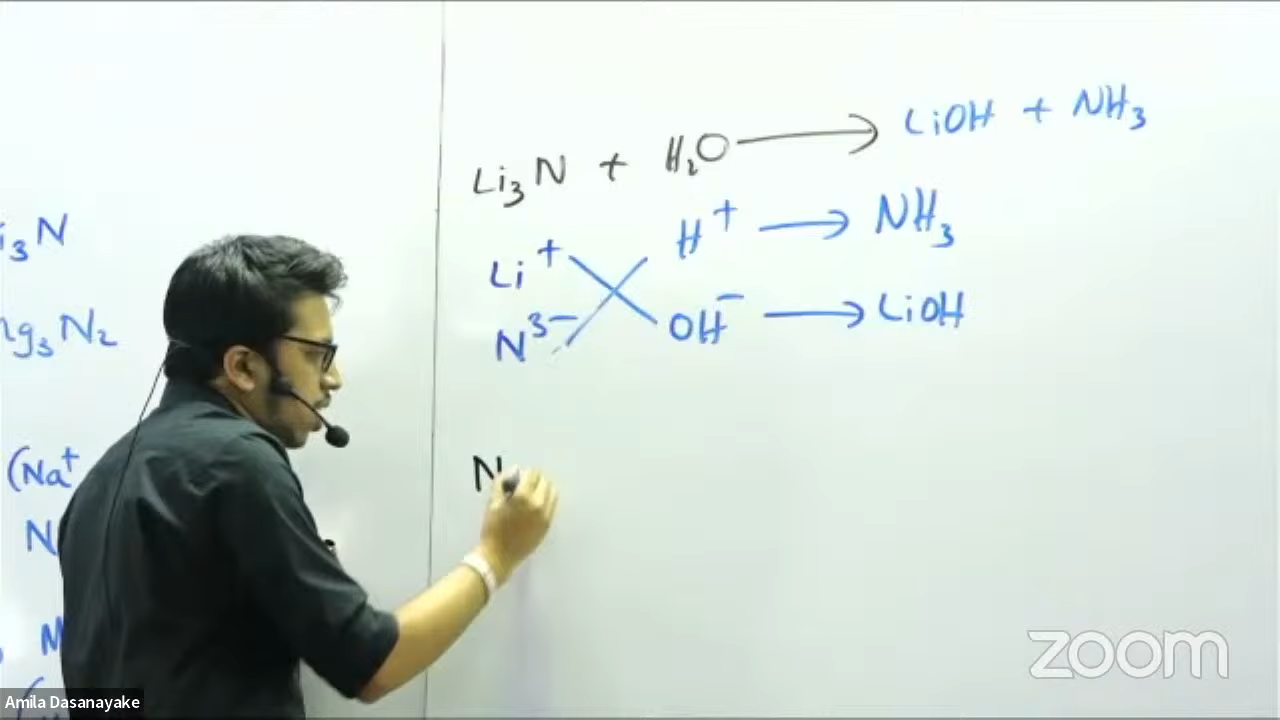 Li₃N + H₂O ⟶ LiOH + NH₃
Li⁺ H⁺ ⟶ NH₃
N³⁻ OH⁻ ⟶ LiOH
N
i₃N
g₃N₂
(Na⁺
N
M
zoom
Amila Dasanayake